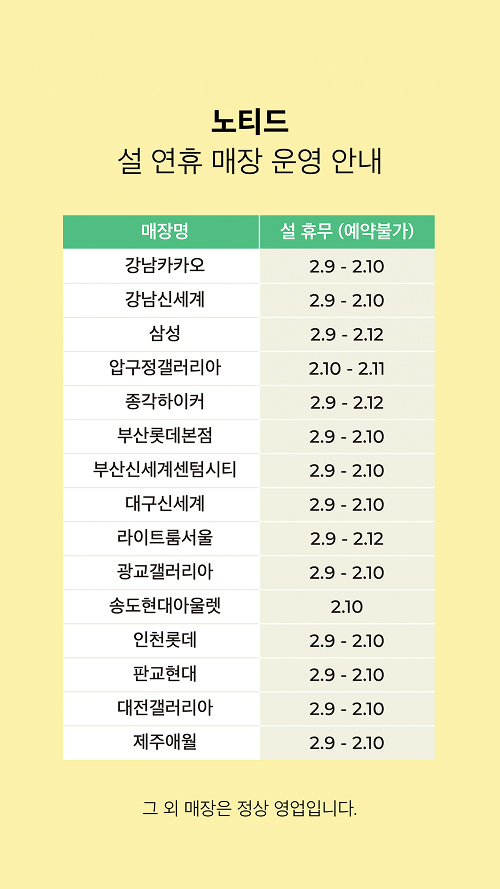 노티드
설 연휴 매장 운영 안내
매장명 설 휴무 (예약불가)
강남카카오 2.9 - 2.10
강남신세계 2.9 - 2.10
삼성 2.9 - 2.12
압구정갤러리아 2.10 - 2.11
종각하이커 2.9 - 2.12
부산롯데본점 2.9 - 2.10
부산신세계센텀시티 2.9 - 2.10
대구신세계 2.9 - 2.10
라이트룸서울 2.9 - 2.12
광교갤러리아 2.9 - 2.10
송도현대아울렛 2.10
인천롯데 2.9 - 2.10
판교현대 2.9 - 2.10
대전갤러리아 2.9 - 2.10
제주애월 2.9 - 2.10
그 외 매장은 정상 영업입니다.